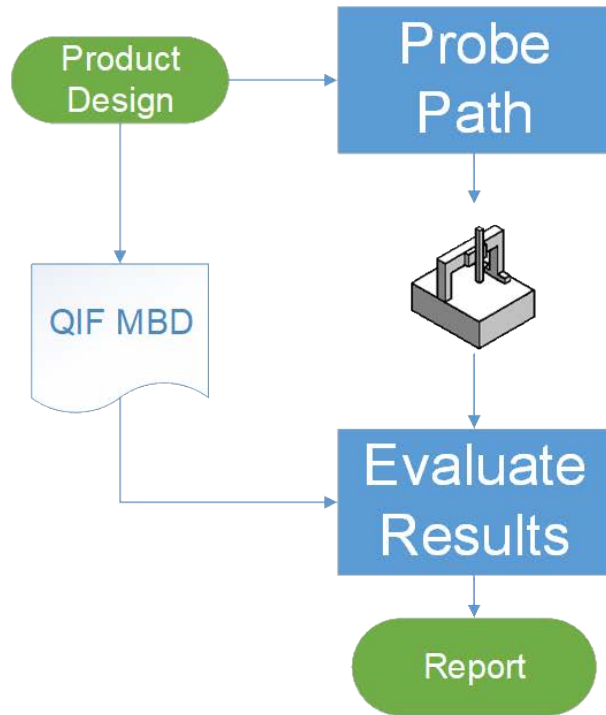 Product
Design
Probe
Path
QIF MBD
Evaluate
Results
Report